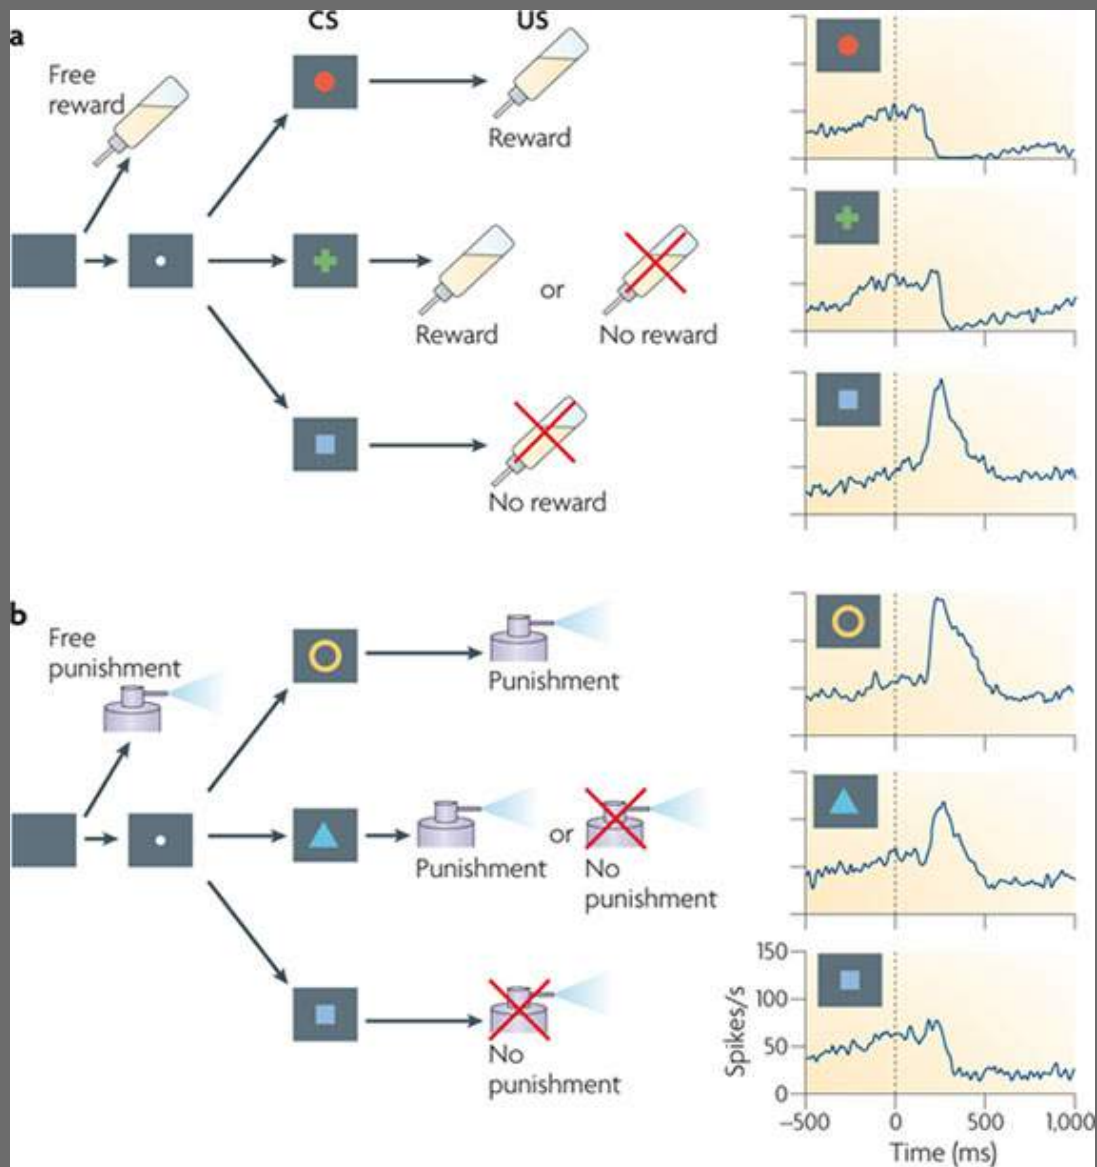 CS
US
a
Free
reward
Reward
or
Reward
No reward
No reward
b
Free
punishment
Punishment
or
Punishment
No
punishment
No
punishment
150
100
50
0
Spikes/s
–500
0
500
1,000
Time (ms)